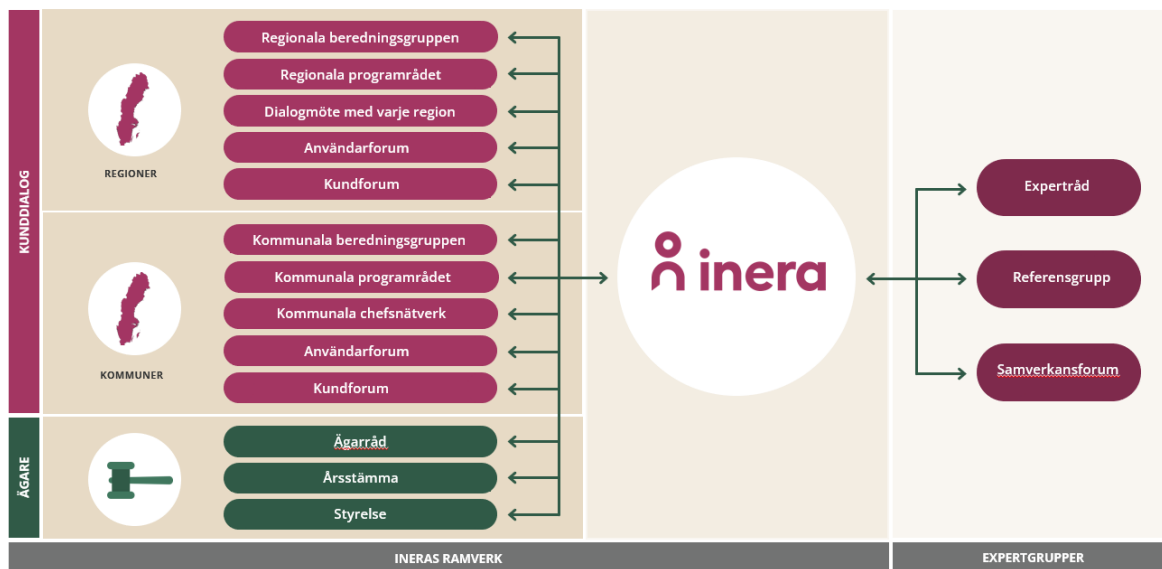 KUNDDIALOG
REGIONER
Regionala beredningsgruppen
Regionala programrådet
Dialogmöte med varje region
Användarforum
Kundforum
KOMMUNER
Kommunala beredningsgruppen
Kommunala programrådet
Kommunala chefsnätverk
Användarforum
Kundforum
ÄGARE
Ägarråd
Årsstämma
Styrelse
inera
Expertråd
Referensgrupp
Samverkansforum
INERAS RAMVERK
EXPERTGRUPPER